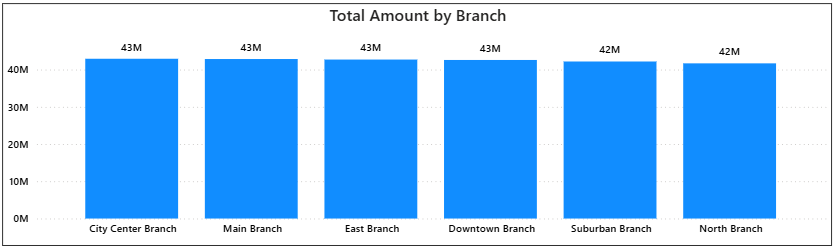 Total Amount by Branch
43M 43M 43M 43M 42M 42M
40M
30M
20M
10M
0M
City Center Branch Main Branch East Branch Downtown Branch Suburban Branch North Branch